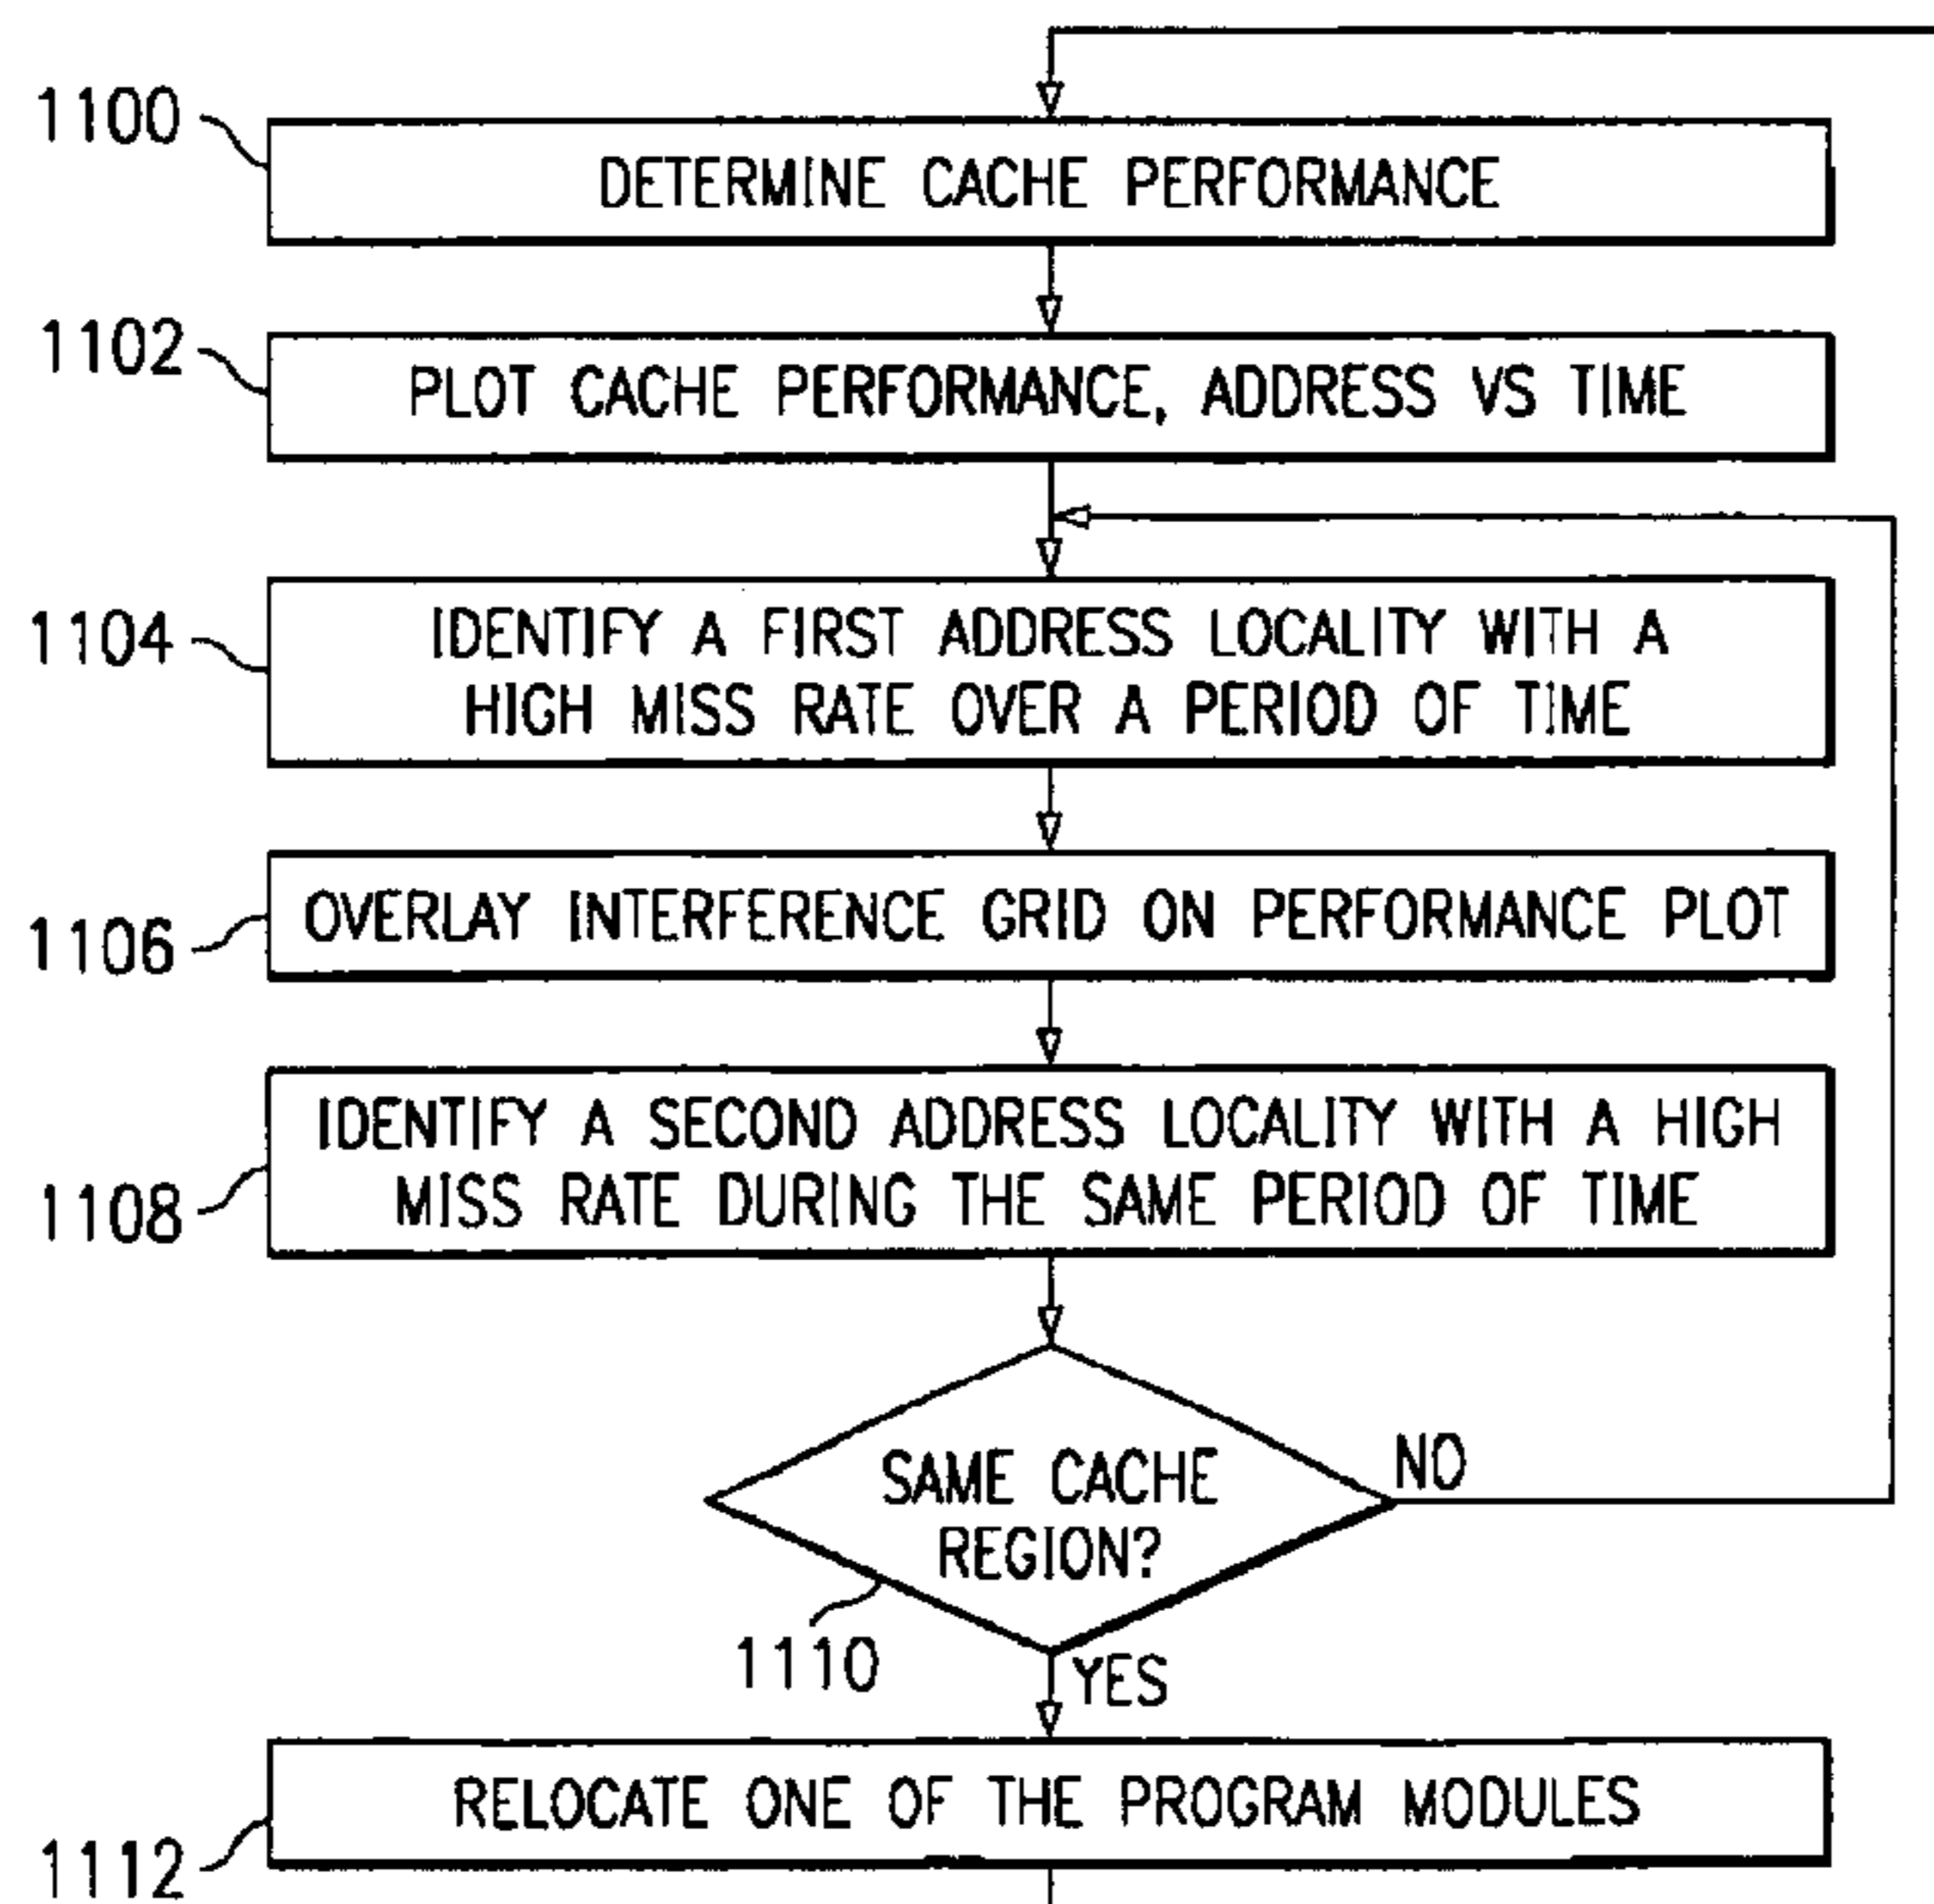 1100
DETERMINE CACHE PERFORMANCE
1102
PLOT CACHE PERFORMANCE, ADDRESS VS TIME
1104
IDENTIFY A FIRST ADDRESS LOCALITY WITH A
HIGH MISS RATE OVER A PERIOD OF TIME
1106
OVERLAY INTERFERENCE GRID ON PERFORMANCE PLOT
1108
IDENTIFY A SECOND ADDRESS LOCALITY WITH A HIGH
MISS RATE DURING THE SAME PERIOD OF TIME
SAME CACHE
REGION?
NO
1110
YES
RELOCATE ONE OF THE PROGRAM MODULES
1112